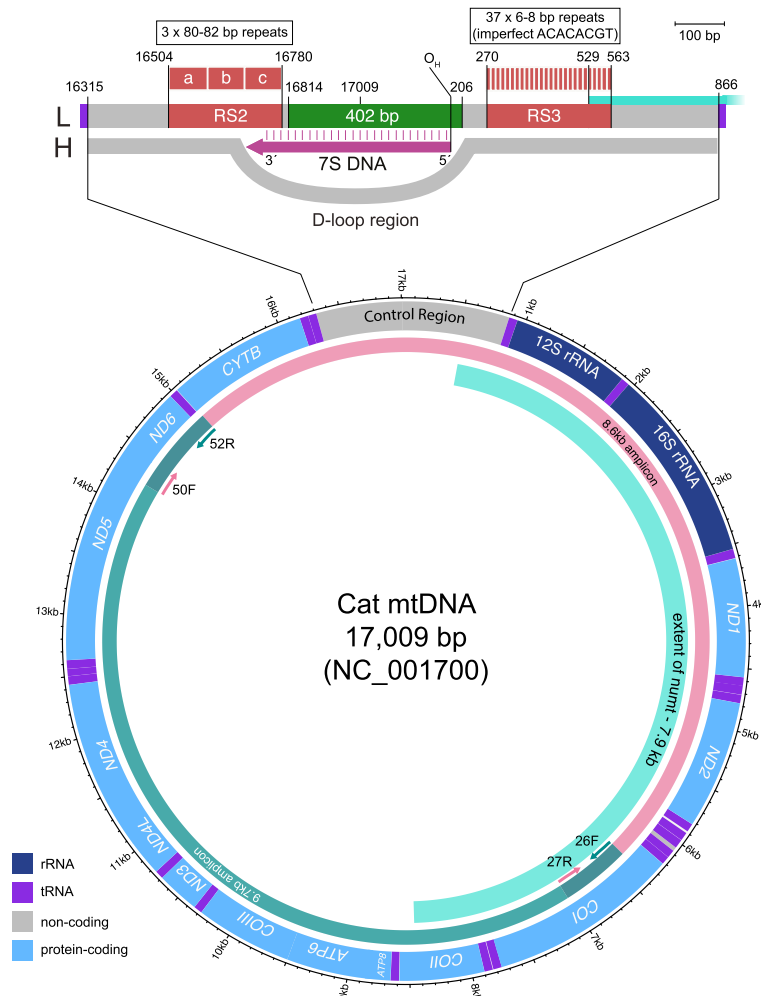 3 x 80-82 bp repeats
37 x 6-8 bp repeats
(imperfect ACACACGT)
100 bp
16504
16780
OH
270
529
563
16315
a
b
c
16814
17009
206
866
L
RS2
402 bp
RS3
H
3´
7S DNA
5´
D-loop region
17kb
16kb
1kb
Control Region
CYTB
12S rRNA
15kb
2kb
ND6
8.6kb amplicon
16S rRNA
52R
50F
14kb
3kb
ND5
Cat mtDNA
17,009 bp
(NC_001700)
13kb
4k
ND1
extent of numt - 7.9 kb
12kb
5kb
ND4
ND2
26F
27R
6kb
11kb
ND4L
ND3
9.7kb amplicon
COI
7kb
10kb
COIII
ATP6
ATP8
COII
9kb
8k
rRNA
tRNA
non-coding
protein-coding